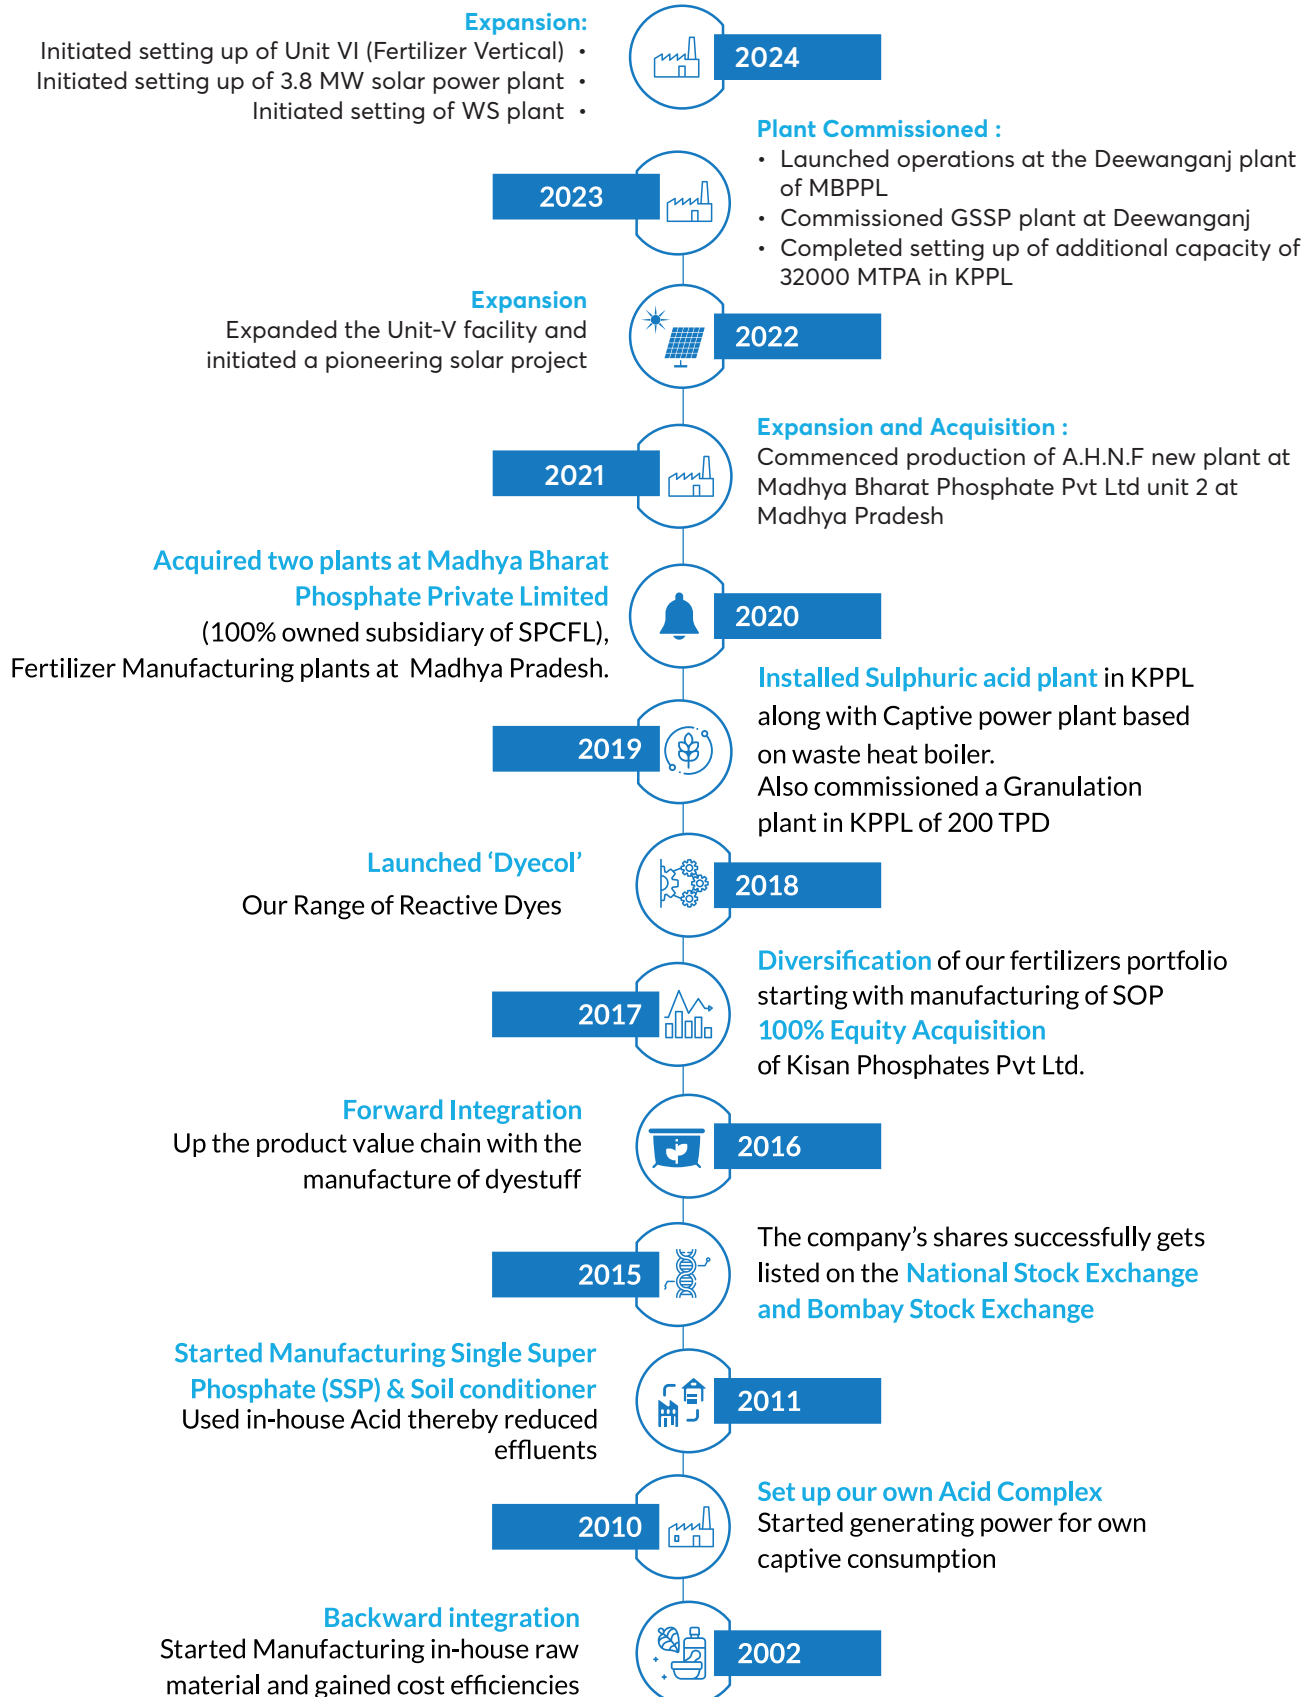 Expansion:
Initiated setting up of Unit VI (Fertilizer Vertical) •
Initiated setting up of 3.8 MW solar power plant •
Initiated setting of WS plant •
2024
Plant Commissioned :
• Launched operations at the Deewanganj plant
of MBPPL
• Commissioned GSSP plant at Deewanganj
• Completed setting up of additional capacity of
32000 MTPA in KPPL
2023
Expansion
Expanded the Unit-V facility and
initiated a pioneering solar project
2022
Expansion and Acquisition :
Commenced production of A.H.N.F new plant at
Madhya Bharat Phosphate Pvt Ltd unit 2 at
Madhya Pradesh
2021
Acquired two plants at Madhya Bharat
Phosphate Private Limited
(100% owned subsidiary of SPCFL),
Fertilizer Manufacturing plants at Madhya Pradesh.
2020
Installed Sulphuric acid plant in KPPL
along with Captive power plant based
on waste heat boiler.
Also commissioned a Granulation
plant in KPPL of 200 TPD
2019
Launched ‘Dyecol’
Our Range of Reactive Dyes
2018
Diversification of our fertilizers portfolio
starting with manufacturing of SOP
100% Equity Acquisition
of Kisan Phosphates Pvt Ltd.
2017
Forward Integration
Up the product value chain with the
manufacture of dyestuff
2016
The company’s shares successfully gets
listed on the National Stock Exchange
and Bombay Stock Exchange
2015
Started Manufacturing Single Super
Phosphate (SSP) & Soil conditioner
Used in-house Acid thereby reduced
effluents
2011
Set up our own Acid Complex
Started generating power for own
captive consumption
2010
Backward integration
Started Manufacturing in-house raw
material and gained cost efficiencies
2002